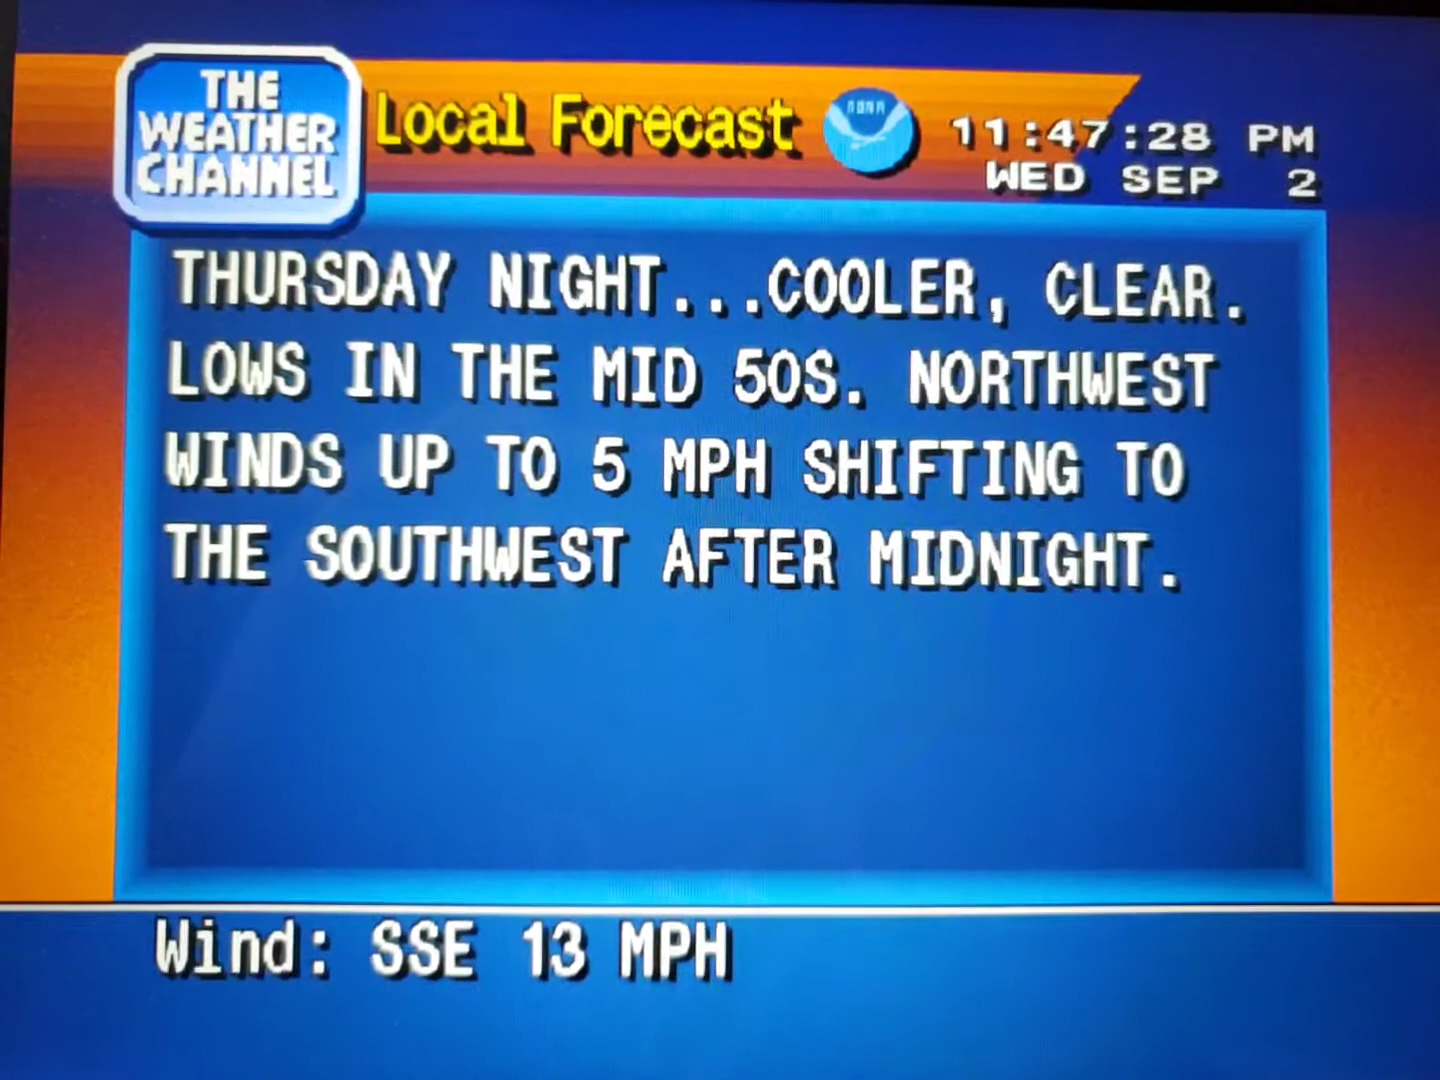 THE
WEATHER
CHANNEL
Local Forecast
NOAA
11:47:28 PM
WED SEP 2
THURSDAY NIGHT...COOLER, CLEAR.
LOWS IN THE MID 50S. NORTHWEST
WINDS UP TO 5 MPH SHIFTING TO
THE SOUTHWEST AFTER MIDNIGHT.
Wind: SSE 13 MPH